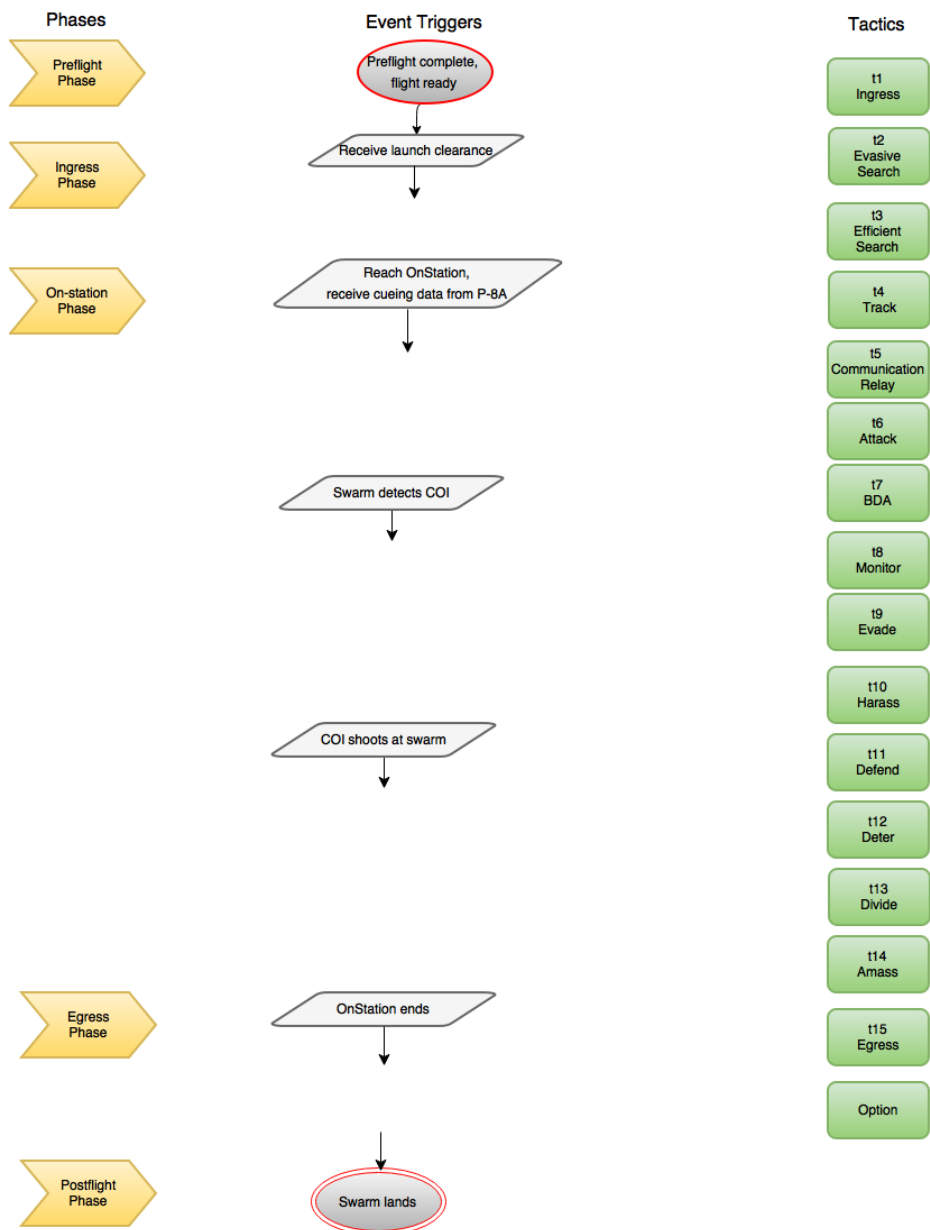 Phases
Event Triggers
Tactics
Preflight
Phase
Preflight complete,
flight ready
t1
Ingress
Ingress
Phase
Receive launch clearance
t2
Evasive
Search
t3
Efficient
Search
On-station
Phase
Reach OnStation,
receive cueing data from P-8A
t4
Track
t5
Communication
Relay
t6
Attack
Swarm detects COI
t7
BDA
t8
Monitor
t9
Evade
t10
Harass
COI shoots at swarm
t11
Defend
t12
Deter
t13
Divide
t14
Amass
Egress
Phase
OnStation ends
t15
Egress
Option
Postflight
Phase
Swarm lands